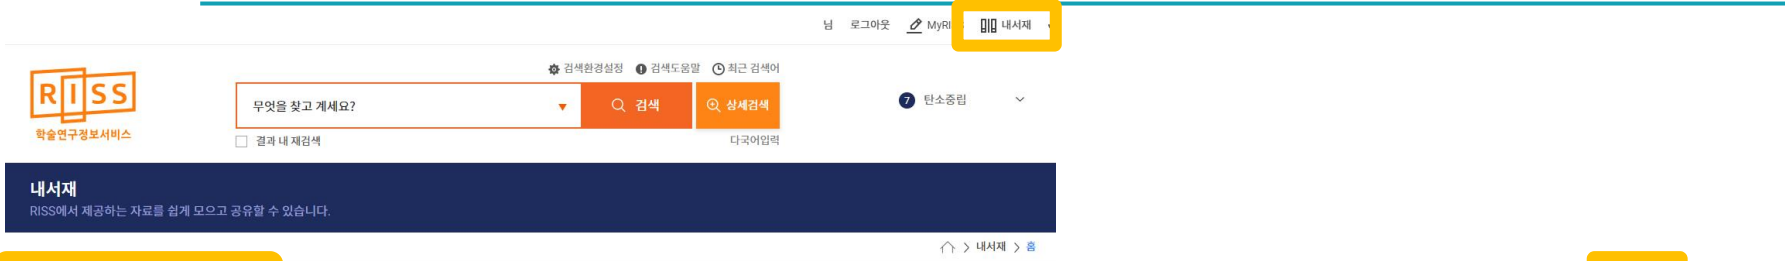 님 로그아웃 MyRI 내서재
검색환경설정 검색도움말 최근 검색어
RISS
학술연구정보서비스
무엇을 찾고 계세요? 검색 상세검색
7 탄소중립
결과 내 재검색 다국어입력
내서재
RISS에서 제공하는 자료를 쉽게 모으고 공유할 수 있습니다.
> 내서재 > 홈